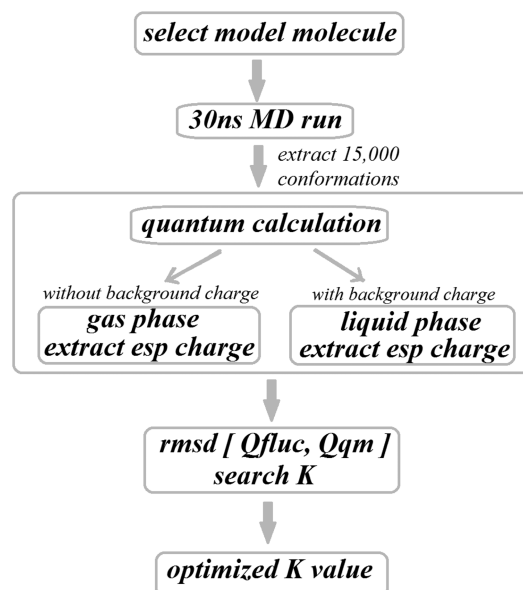 select model molecule
30ns MD run
extract 15,000
conformations
quantum calculation
without background charge
gas phase
extract esp charge
with background charge
liquid phase
extract esp charge
rmsd [ Qfluc, Qqm ]
search K
optimized K value